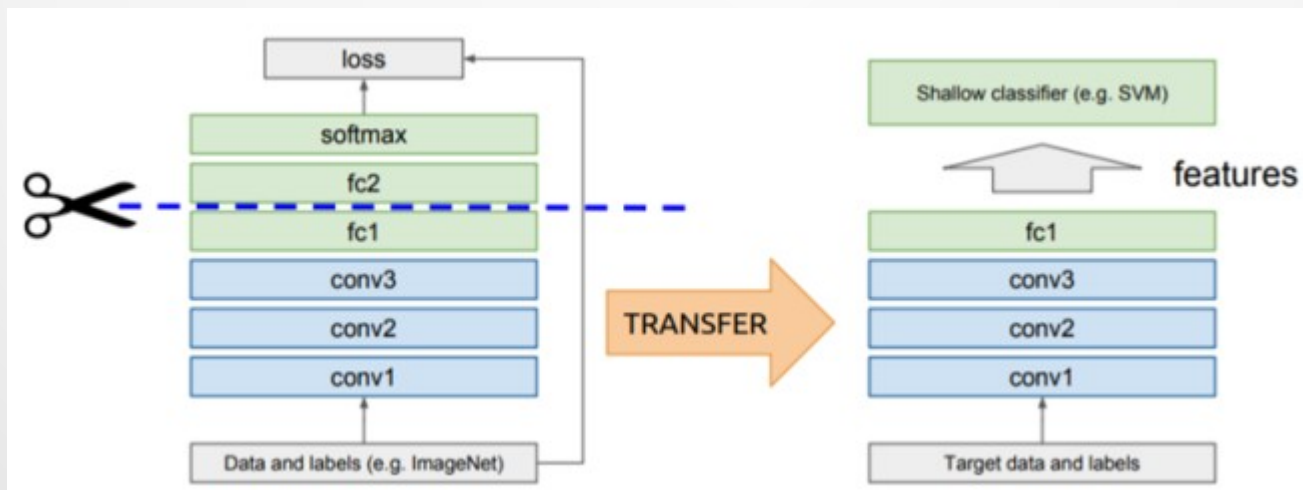 loss
softmax
fc2
fc1
conv3
conv2
conv1
Data and labels (e.g. ImageNet)
TRANSFER
Shallow classifier (e.g. SVM)
features
fc1
conv3
conv2
conv1
Target data and labels